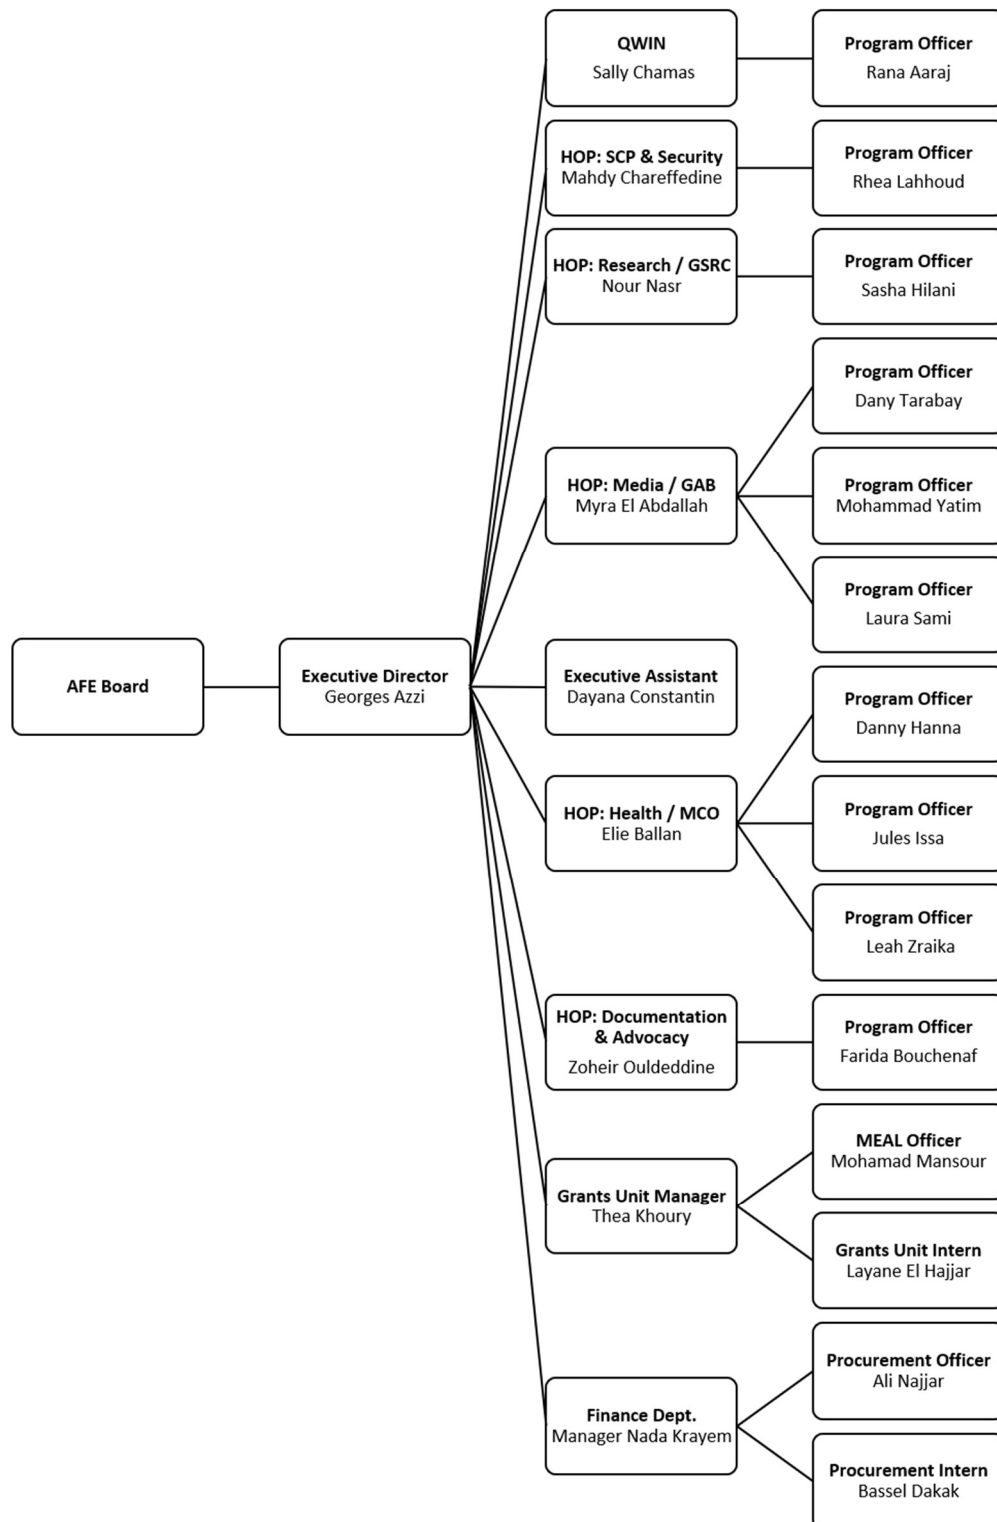 AFE Board
Executive Director
Georges Azzi
QWIN
Sally Chamas
Program Officer
Rana Aaraj
HOP: SCP & Security
Mahdy Chareffedine
Program Officer
Rhea Lahhoud
HOP: Research / GSRC
Nour Nasr
Program Officer
Sasha Hilani
HOP: Media / GAB
Myra El Abdallah
Program Officer
Dany Tarabay
Program Officer
Mohammad Yatim
Program Officer
Laura Sami
Executive Assistant
Dayana Constantin
HOP: Health / MCO
Elie Ballan
Program Officer
Danny Hanna
Program Officer
Jules Issa
Program Officer
Leah Zraika
HOP: Documentation
& Advocacy
Zoheir Ouldeddine
Program Officer
Farida Bouchenaf
Grants Unit Manager
Thea Khoury
MEAL Officer
Mohamad Mansour
Grants Unit Intern
Layane El Hajjar
Finance Dept.
Manager Nada Krayem
Procurement Officer
Ali Najjar
Procurement Intern
Bassel Dakak